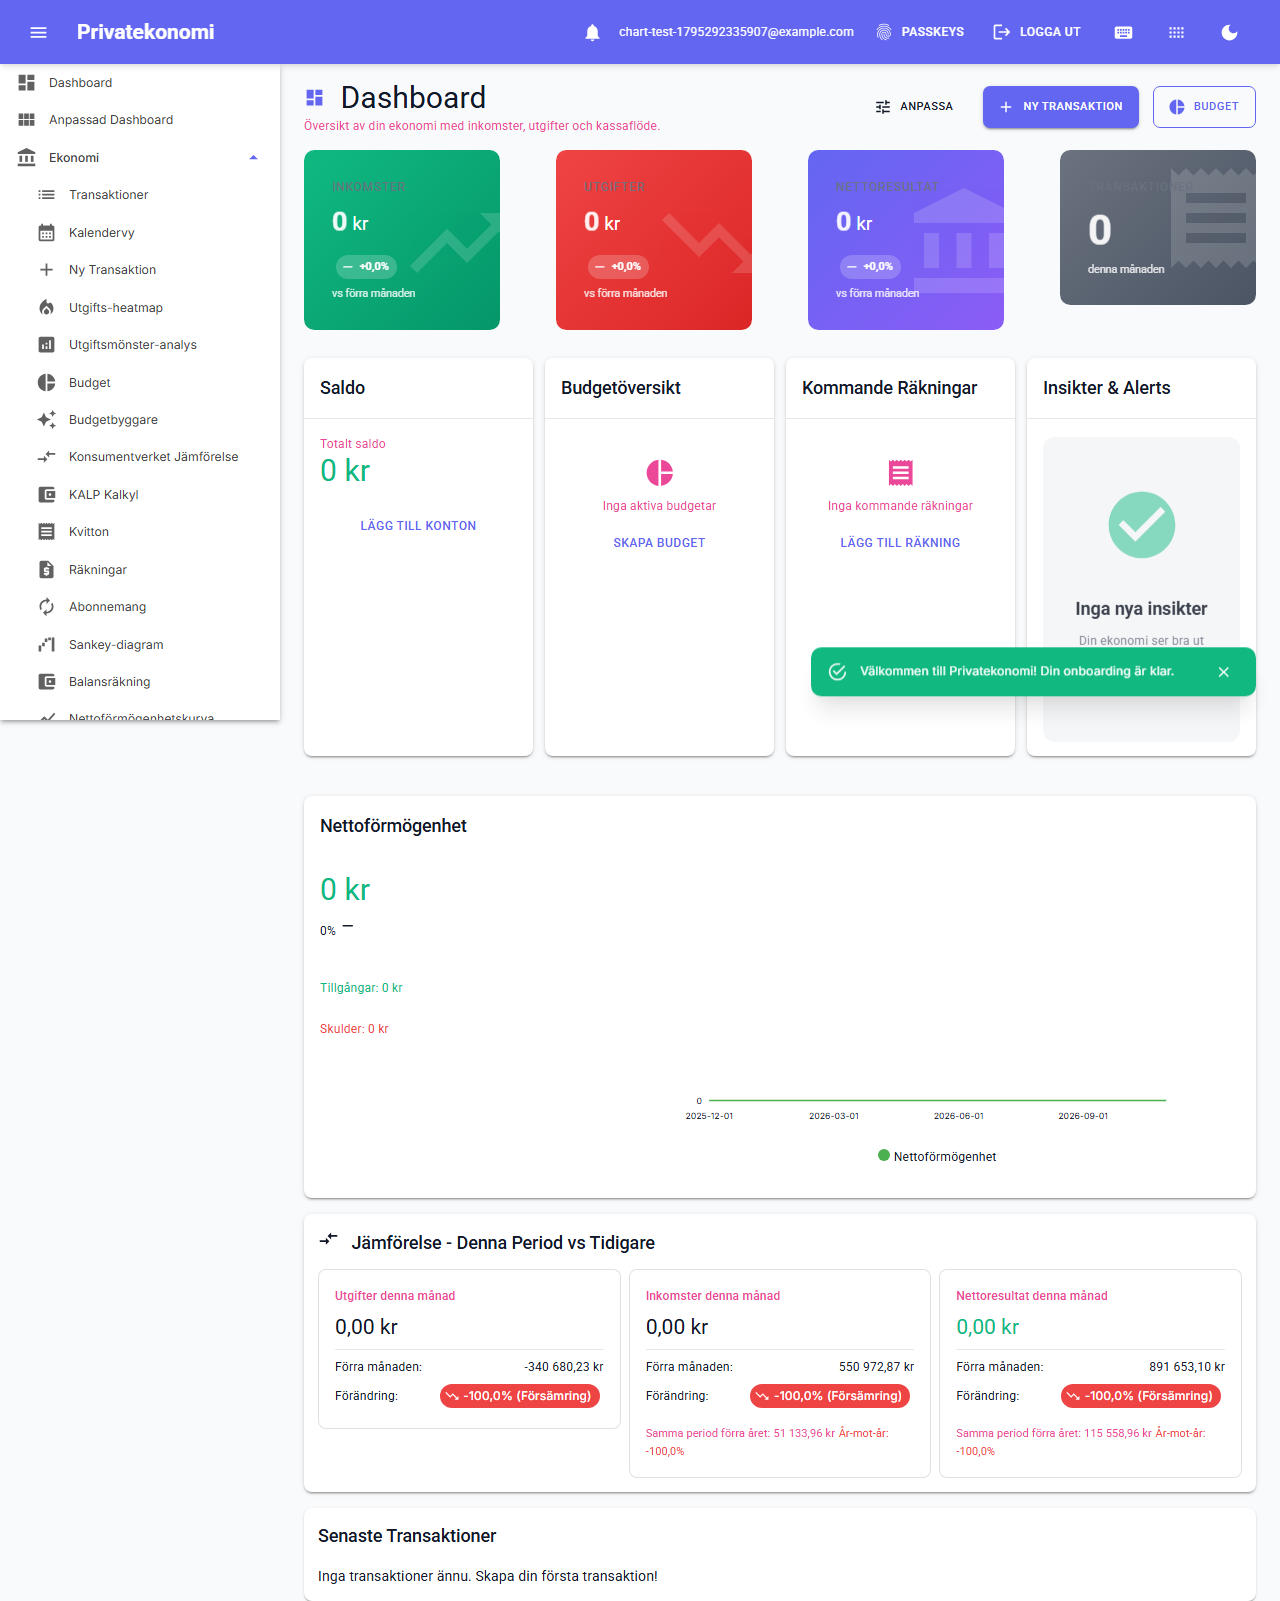 Privatekonomi
chart-test-1795292335907@example.com
PASSKEYS
LOGGA UT
Dashboard
Anpassad Dashboard
Ekonomi
Transaktioner
Kalendervy
Ny Transaktion
Utgifts-heatmap
Utgiftsmönster-analys
Budget
Budgetbyggare
Konsumentverket Jämförelse
KALP Kalkyl
Kvitton
Räkningar
Abonnemang
Sankey-diagram
Balansräkning
Nettoförmögenhetskurva
Dashboard
Översikt av din ekonomi med inkomster, utgifter och kassaflöde.
ANPASSA
NY TRANSAKTION
BUDGET
INKOMSTER
0 kr
+0,0%
vs förra månaden
UTGIFTER
0 kr
+0,0%
vs förra månaden
NETTORESULTAT
0 kr
+0,0%
vs förra månaden
TRANSAKTIONER
0
denna månaden
Saldo
Totalt saldo
0 kr
LÄGG TILL KONTON
Budgetöversikt
Inga aktiva budgetar
SKAPA BUDGET
Kommande Räkningar
Inga kommande räkningar
LÄGG TILL RÄKNING
Insikter & Alerts
Inga nya insikter
Din ekonomi ser bra ut
Välkommen till Privatekonomi! Din onboarding är klar.
Nettoförmögenhet
0 kr
0%
Tillgångar: 0 kr
Skulder: 0 kr
0
2025-12-01 2026-03-01 2026-06-01 2026-09-01
Nettoförmögenhet
Jämförelse - Denna Period vs Tidigare
Utgifter denna månad
0,00 kr
Förra månaden: -340 680,23 kr
Förändring: -100,0% (Försämring)
Inkomster denna månad
0,00 kr
Förra månaden: 550 972,87 kr
Förändring: -100,0% (Försämring)
Samma period förra året: 51 133,96 kr År-mot-år:
-100,0%
Nettoresultat denna månad
0,00 kr
Förra månaden: 891 653,10 kr
Förändring: -100,0% (Försämring)
Samma period förra året: 115 558,96 kr År-mot-år:
-100,0%
Senaste Transaktioner
Inga transaktioner ännu. Skapa din första transaktion!